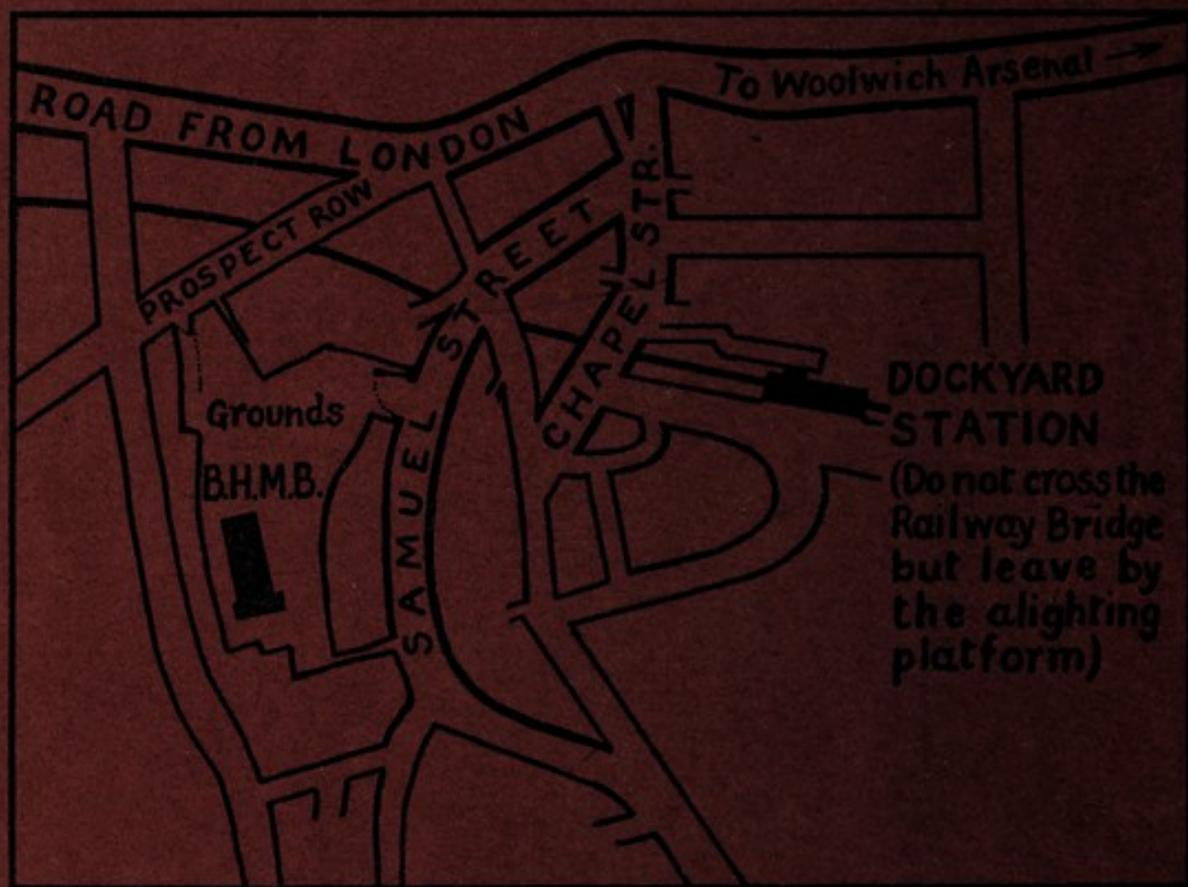 To Woolwich Arsenal →
ROAD FROM LONDON
PROSPECT ROW
SAMUEL STREET
CHAPEL STR.
Grounds
B.H.M.B.
DOCKYARD
STATION
(Do not cross the
Railway Bridge
but leave by
the alighting
platform)